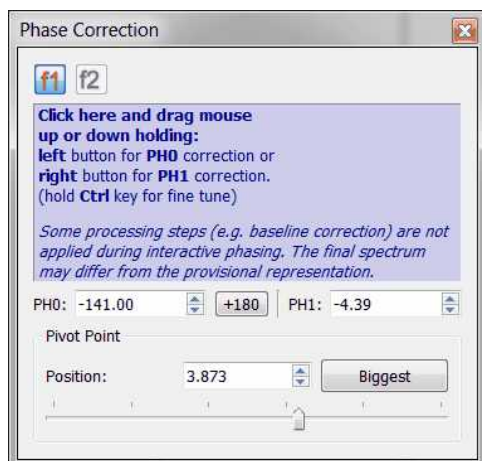 Phase Correction
f1 f2
Click here and drag mouse
up or down holding:
left button for PH0 correction or
right button for PH1 correction.
(hold Ctrl key for fine tune)
Some processing steps (e.g. baseline correction) are not
applied during interactive phasing. The final spectrum
may differ from the provisional representation.
PH0: -141.00 +180 PH1: -4.39
Pivot Point
Position: 3.873 Biggest